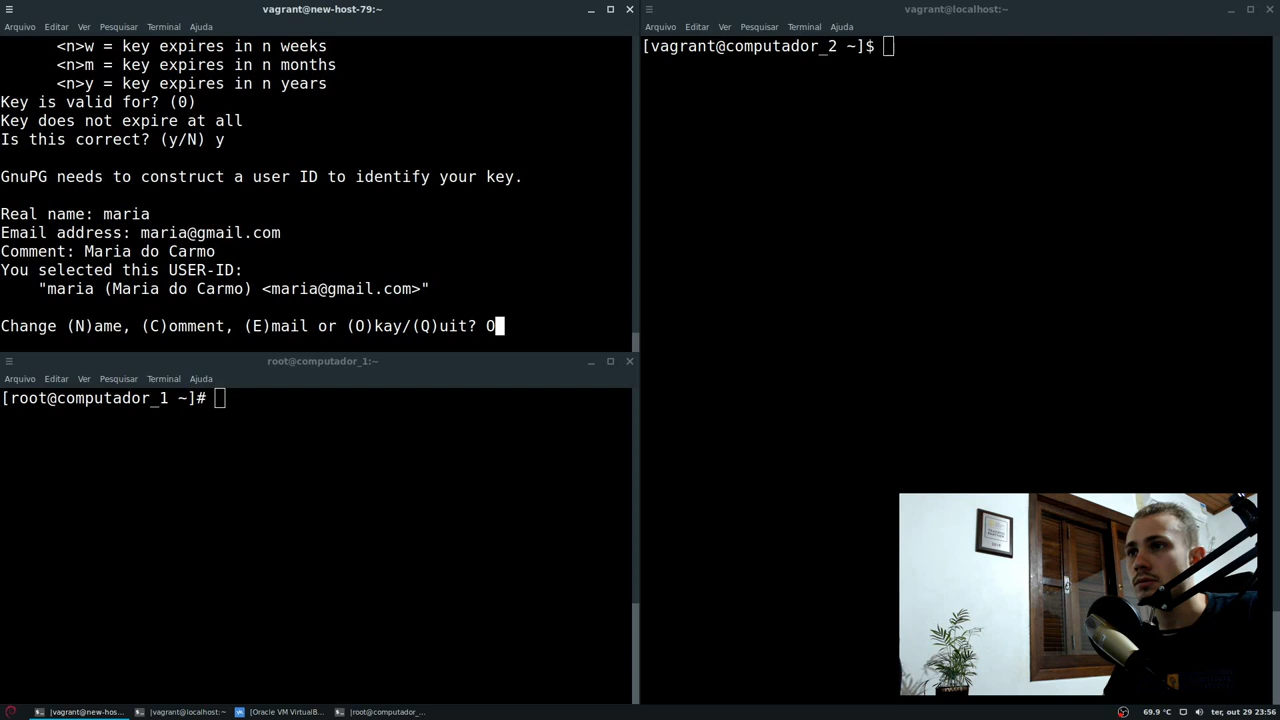 vagrant@new-host-79:~
Arquivo Editar Ver Pesquisar Terminal Ajuda
<n>w = key expires in n weeks
<n>m = key expires in n months
<n>y = key expires in n years
Key is valid for? (0)
Key does not expire at all
Is this correct? (y/N) y
GnuPG needs to construct a user ID to identify your key.
Real name: maria
Email address: maria@gmail.com
Comment: Maria do Carmo
You selected this USER-ID:
"maria (Maria do Carmo) <maria@gmail.com>"
Change (N)ame, (C)omment, (E)mail or (O)kay/(Q)uit? O
root@computador_1:~
Arquivo Editar Ver Pesquisar Terminal Ajuda
[root@computador_1 ~]#
vagrant@localhost:~
Arquivo Editar Ver Pesquisar Terminal Ajuda
[vagrant@computador_2 ~]$
[vagrant@new-hos... [vagrant@localhost:~ [Oracle VM VirtualB... [root@computador_... 69.9 °C ter, out 29 23:56